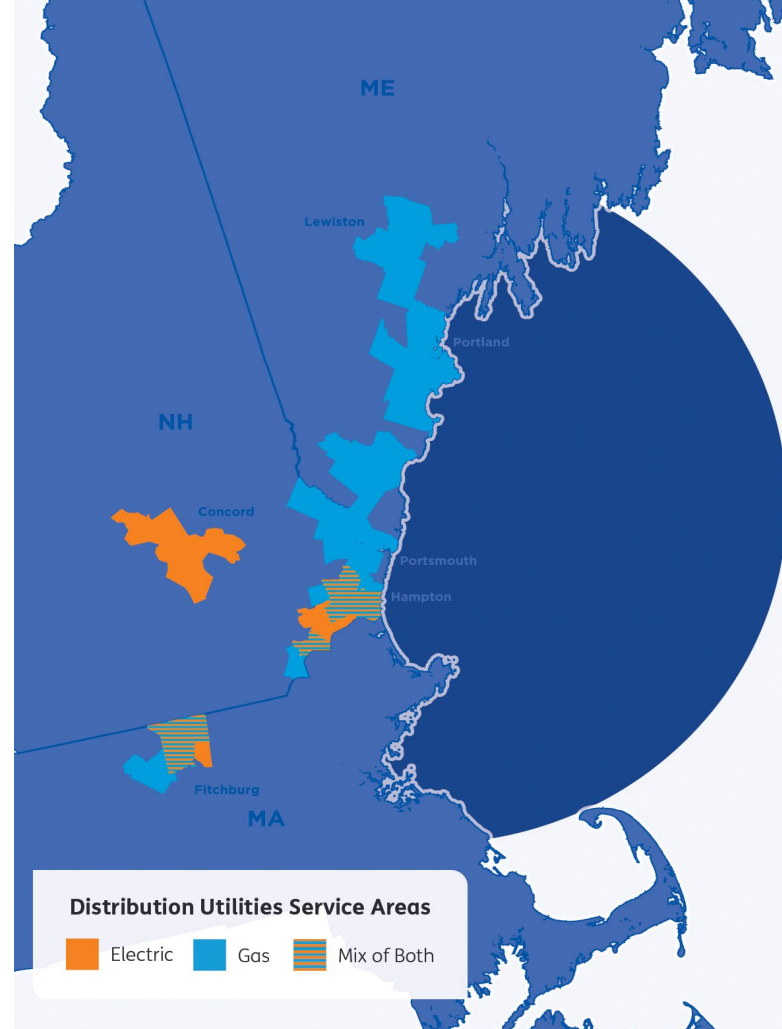 ME
Lewiston
Portland
NH
Concord
Portsmouth
Hampton
Fitchburg
MA
Distribution Utilities Service Areas
Electric
Gas
Mix of Both